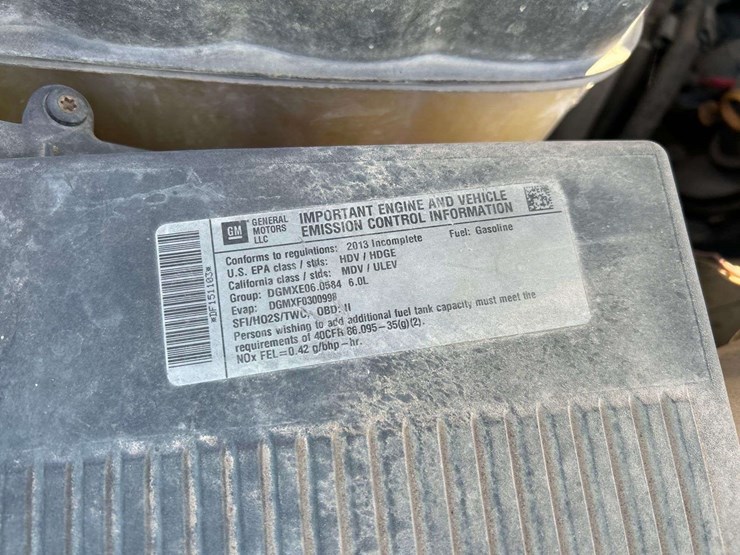 GM GENERAL MOTORS LLC
IMPORTANT ENGINE AND VEHICLE
EMISSION CONTROL INFORMATION
Conforms to regulations: 2013 Incomplete Fuel: Gasoline
U.S. EPA class / stds: HDV / HDGE
California class / stds: MDV / ULEV
Group: DGMXE06.0584 6.0L
Evap: DGMXF0300998
SFI/HO2S/TWC, OBD: II
Persons wishing to add additional fuel tank capacity must meet the
requirements of 40CFR 86.095-35(g)(2).
NOx FEL=0.42 g/bhp-hr.
*DF151103*